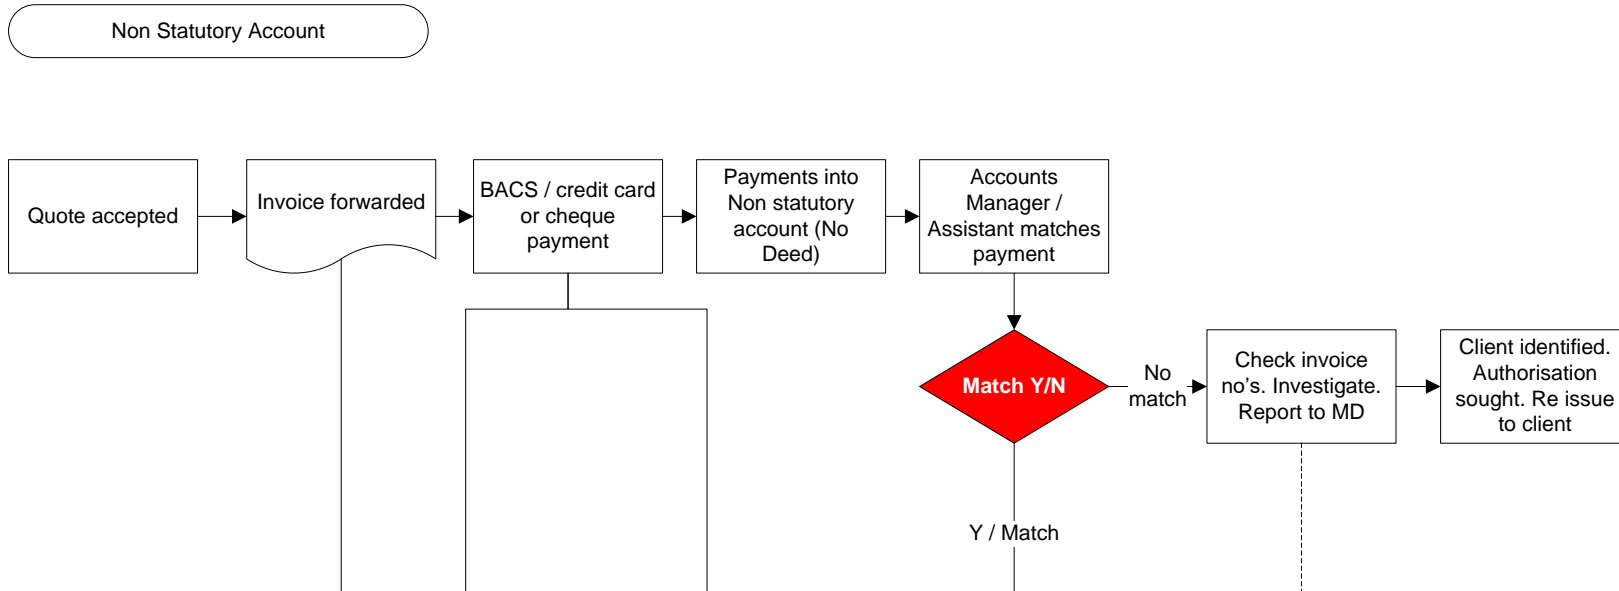 Non Statutory Account
Quote accepted
Invoice forwarded
BACS / credit card
or cheque
payment
Payments into
Non statutory
account (No
Deed)
Accounts
Manager /
Assistant matches
payment
Match Y/N
No
match
Check invoice
no's. Investigate.
Report to MD
Client identified.
Authorisation
sought. Re issue
to client
Y / Match